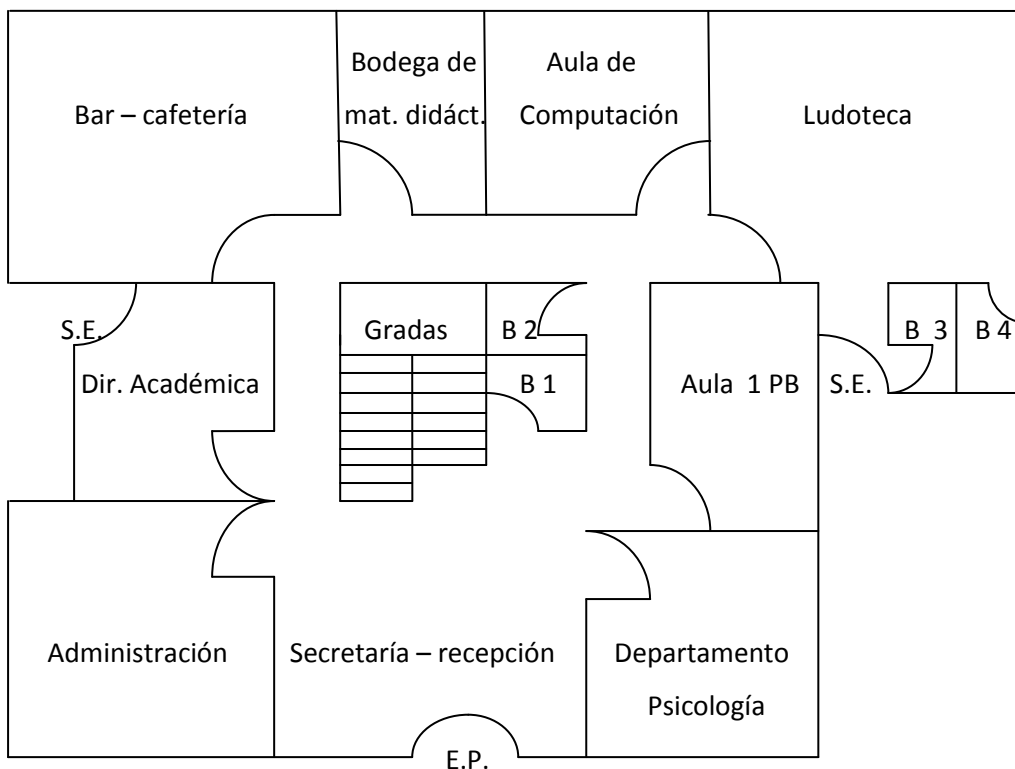 Bar – cafetería
Bodega de
mat. didáct.
Aula de
Computación
Ludoteca
S.E.
Gradas
B 2
B 3
B 4
Dir. Académica
B 1
Aula 1 PB
S.E.
Administración
Secretaría – recepción
Departamento
Psicología
E.P.